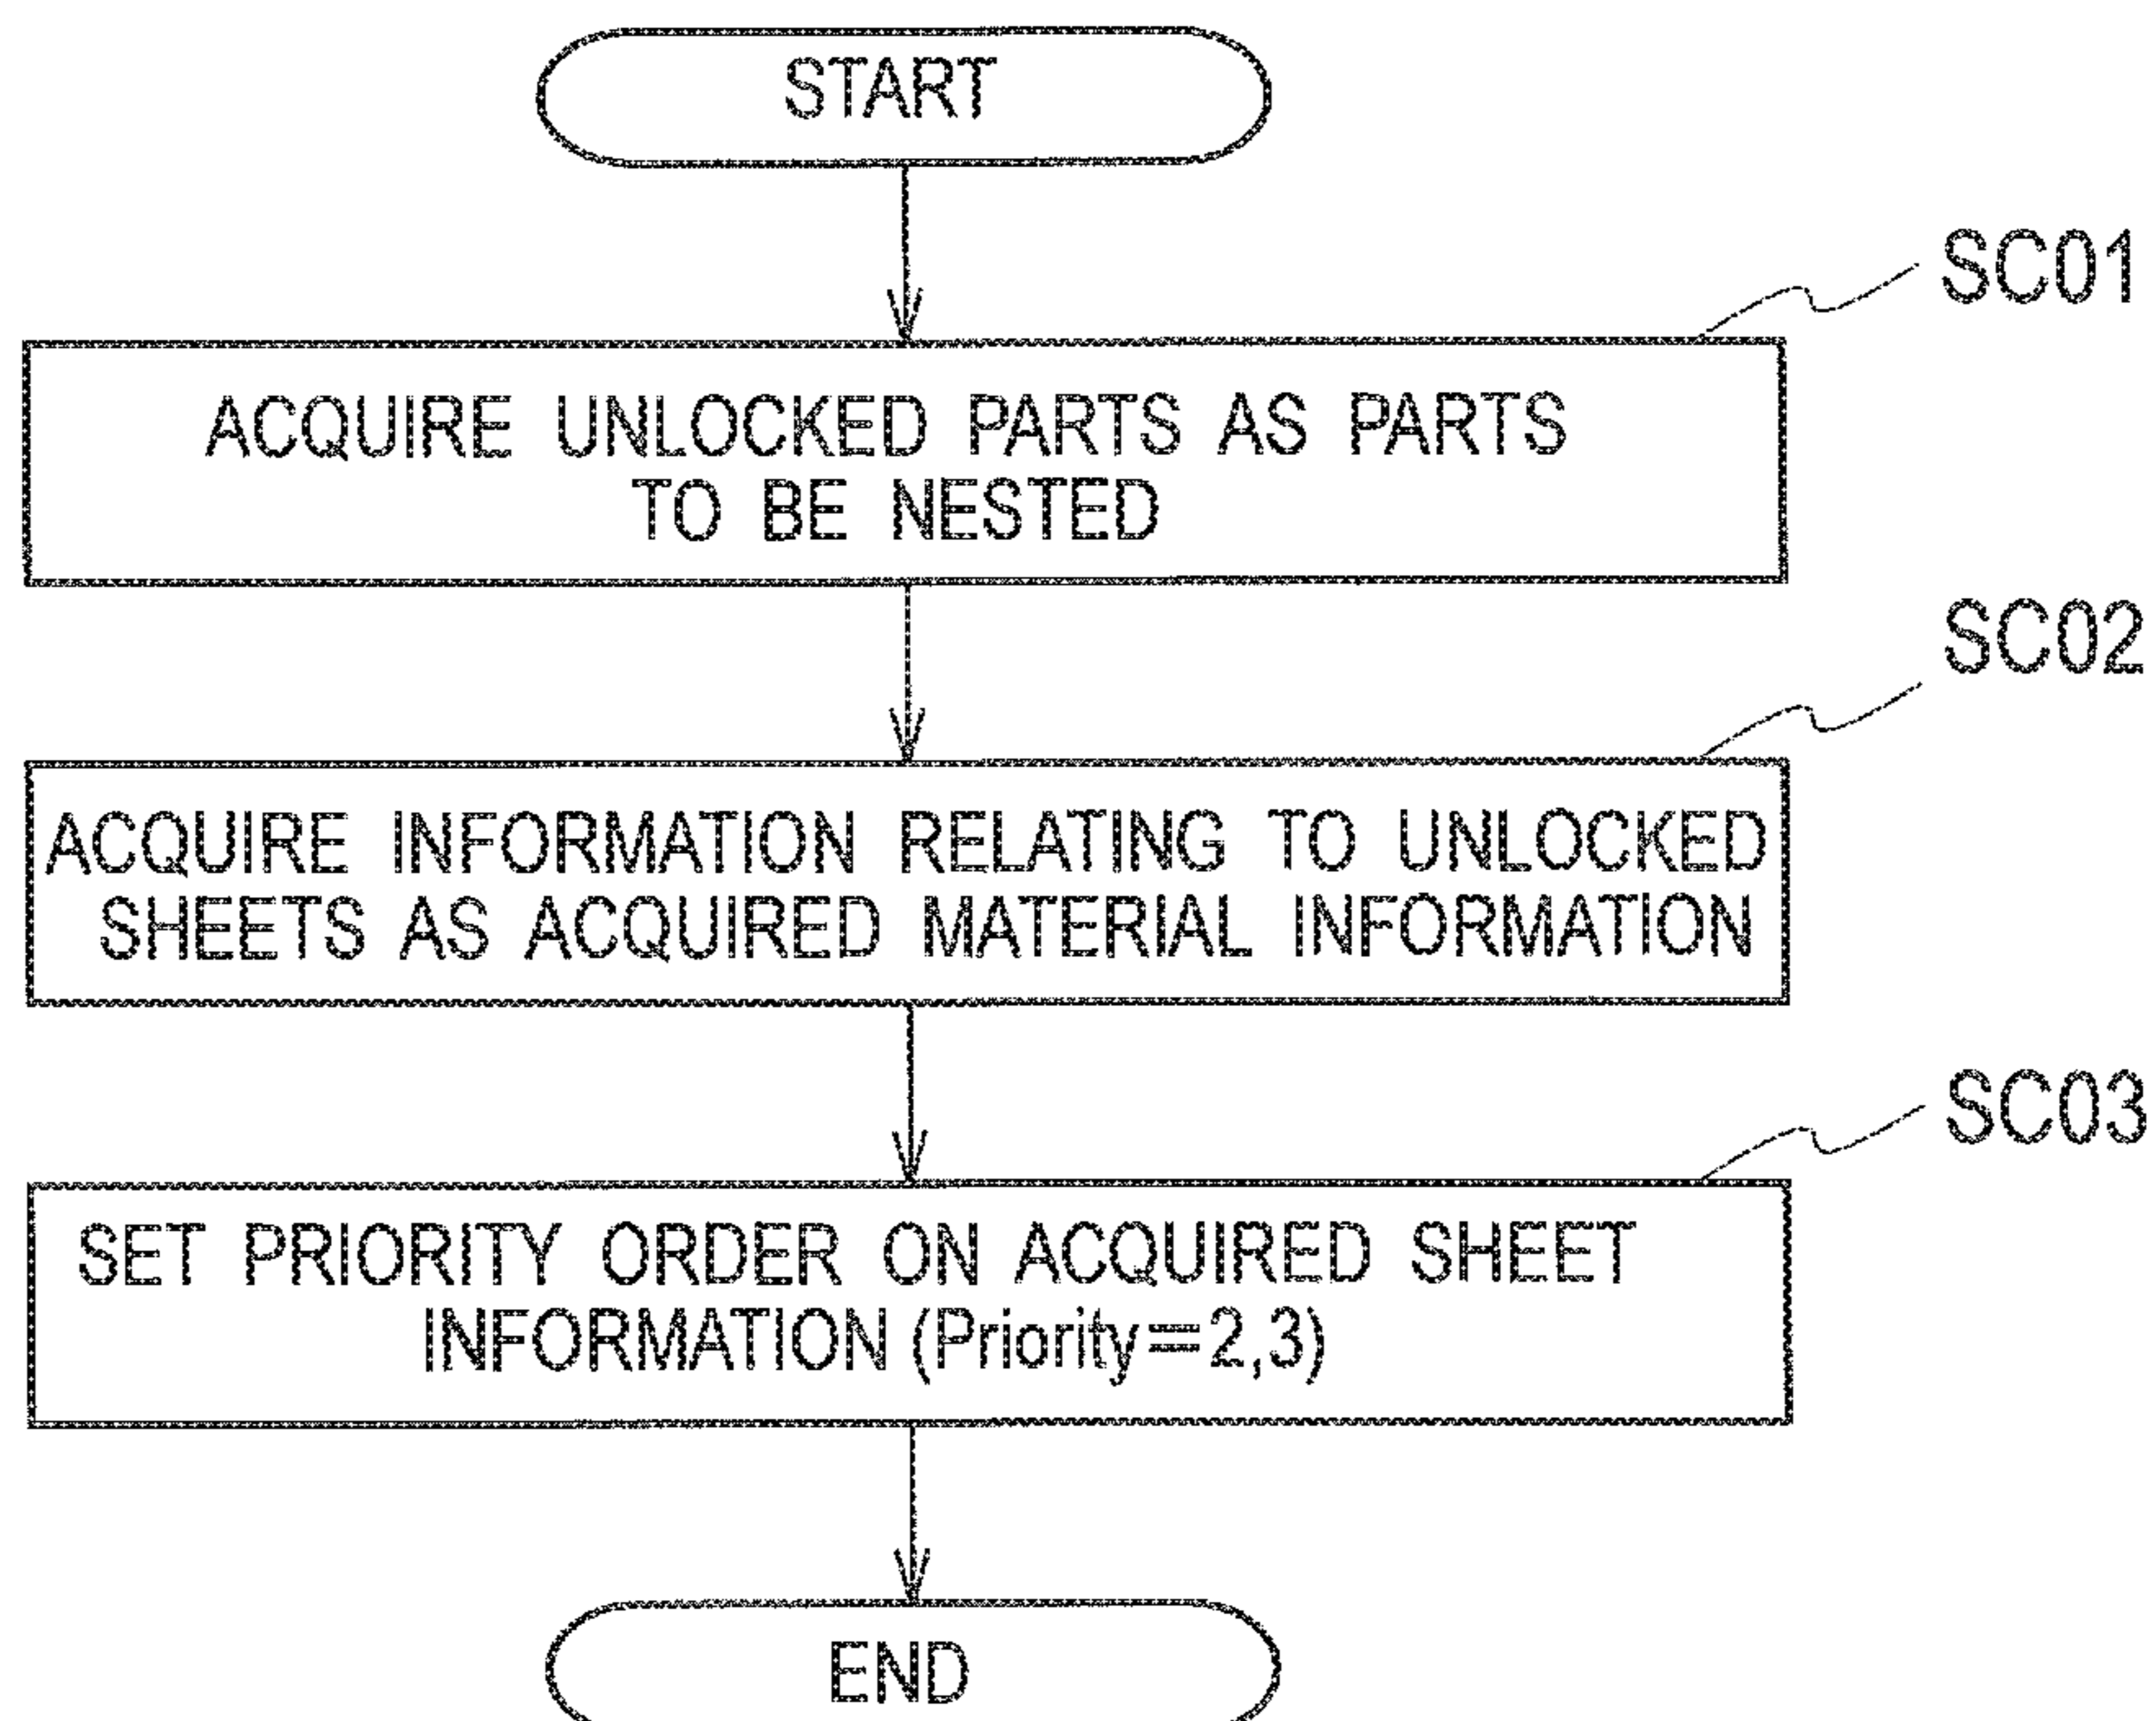 START
SC01
ACQUIRE UNLOCKED PARTS AS PARTS
TO BE NESTED
SC02
ACQUIRE INFORMATION RELATING TO UNLOCKED
SHEETS AS ACQUIRED MATERIAL INFORMATION
SC03
SET PRIORITY ORDER ON ACQUIRED SHEET
INFORMATION (Priority=2,3)
END